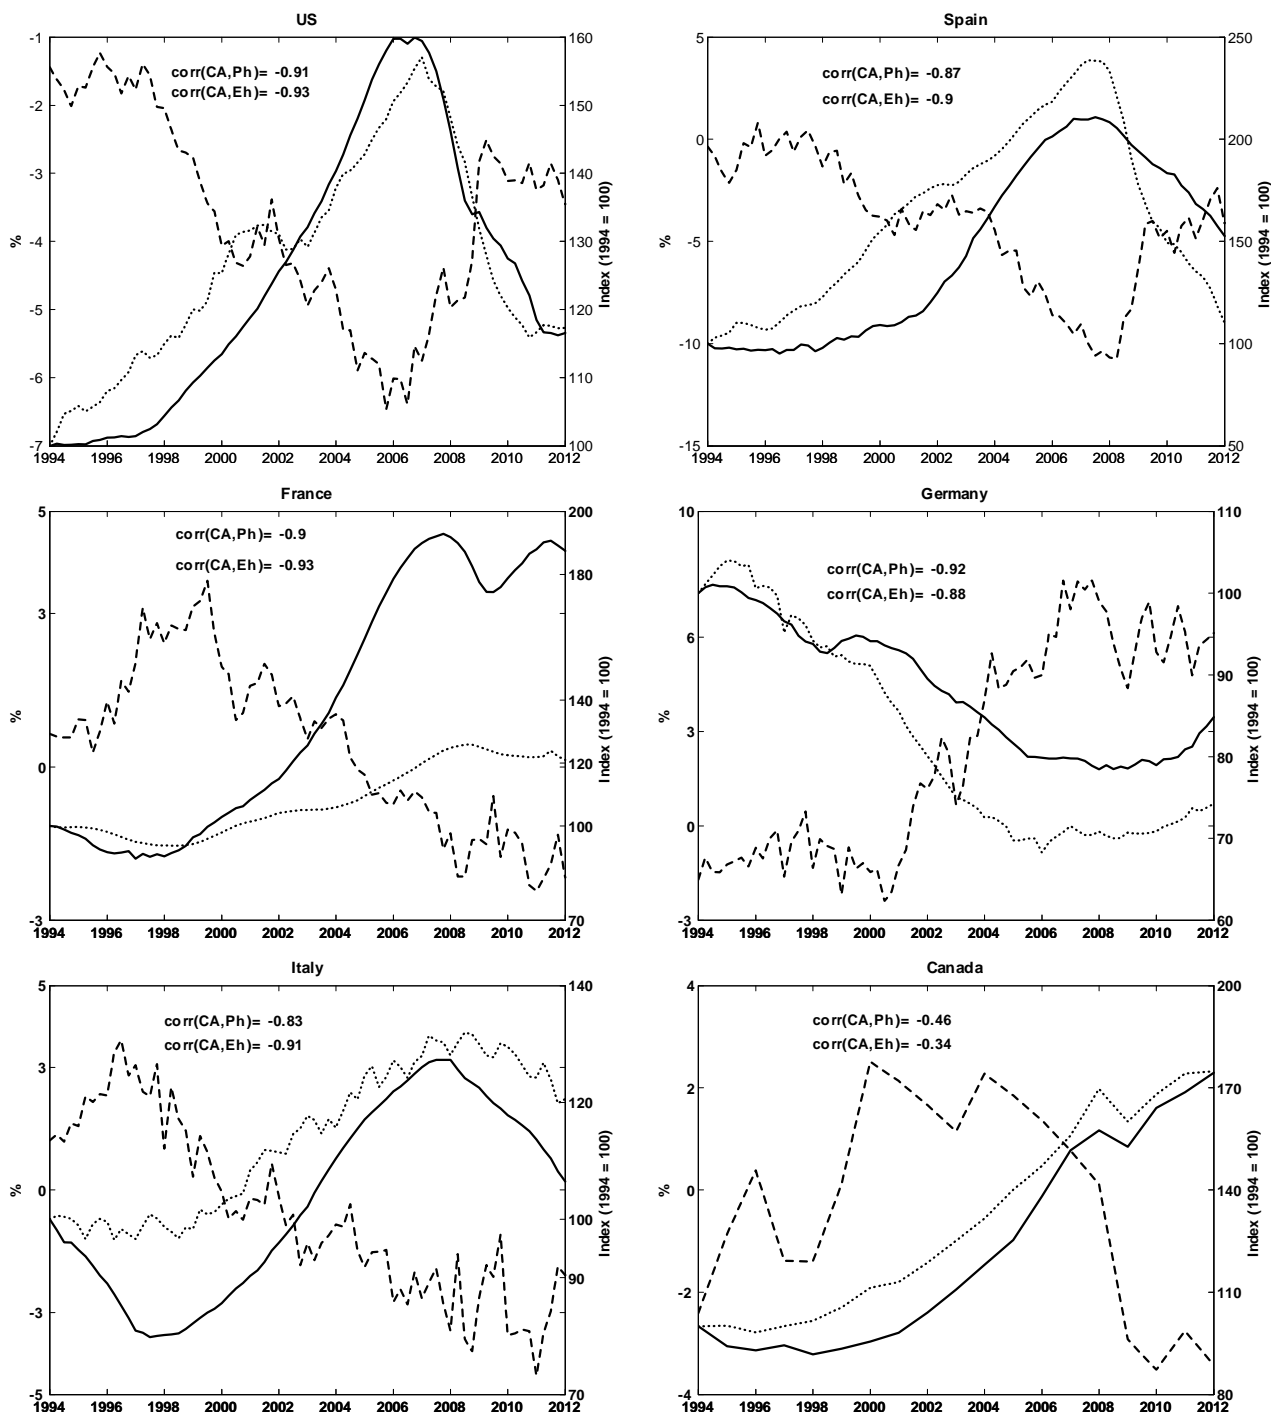 US
-1
-2
-3
-4
-5
-6
-7
%
corr(CA,Ph)= -0.91
corr(CA,Eh)= -0.93
160
150
140
130
120
110
100
Index (1994 = 100)
1994 1996 1998 2000 2002 2004 2006 2008 2010 2012
Spain
5
0
-5
-10
-15
%
corr(CA,Ph)= -0.87
corr(CA,Eh)= -0.9
250
200
150
100
50
Index (1994 = 100)
1994 1996 1998 2000 2002 2004 2006 2008 2010 2012
France
5
3
0
-3
%
corr(CA,Ph)= -0.9
corr(CA,Eh)= -0.93
200
180
140
120
100
70
Index (1994 = 100)
1994 1996 1998 2000 2002 2004 2006 2008 2010 2012
Germany
10
6
3
0
-3
%
corr(CA,Ph)= -0.92
corr(CA,Eh)= -0.88
110
100
90
80
70
60
Index (1994 = 100)
1994 1996 1998 2000 2002 2004 2006 2008 2010 2012
Italy
5
3
0
-3
-5
%
corr(CA,Ph)= -0.83
corr(CA,Eh)= -0.91
140
120
100
90
70
Index (1994 = 100)
1994 1996 1998 2000 2002 2004 2006 2008 2010 2012
Canada
4
2
0
-2
-4
%
corr(CA,Ph)= -0.46
corr(CA,Eh)= -0.34
200
170
140
110
80
Index (1994 = 100)
1994 1996 1998 2000 2002 2004 2006 2008 2010 2012